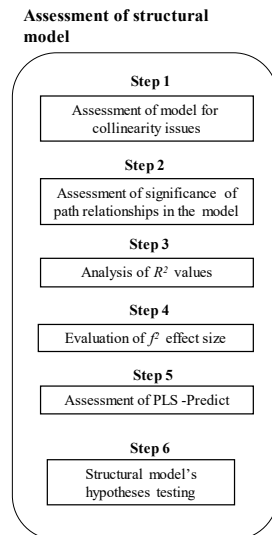 Assessment of structural
model
Step 1
Assessment of model for
collinearity issues
Step 2
Assessment of significance of
path relationships in the model
Step 3
Analysis of R² values
Step 4
Evaluation of f² effect size
Step 5
Assessment of PLS -Predict
Step 6
Structural model's
hypotheses testing